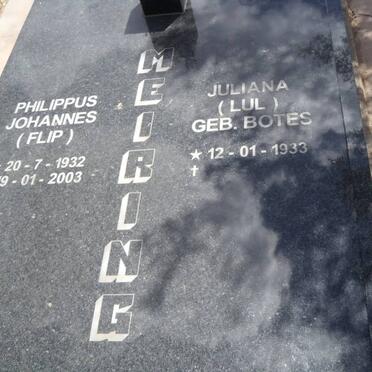 PHILIPPUS
JOHANNES
( FLIP )
20 - 7 - 1932
9 - 01 - 2003
MEIRING
JULIANA
( LUL )
GEB. BOTES
★ 12 - 01 - 1933
✝